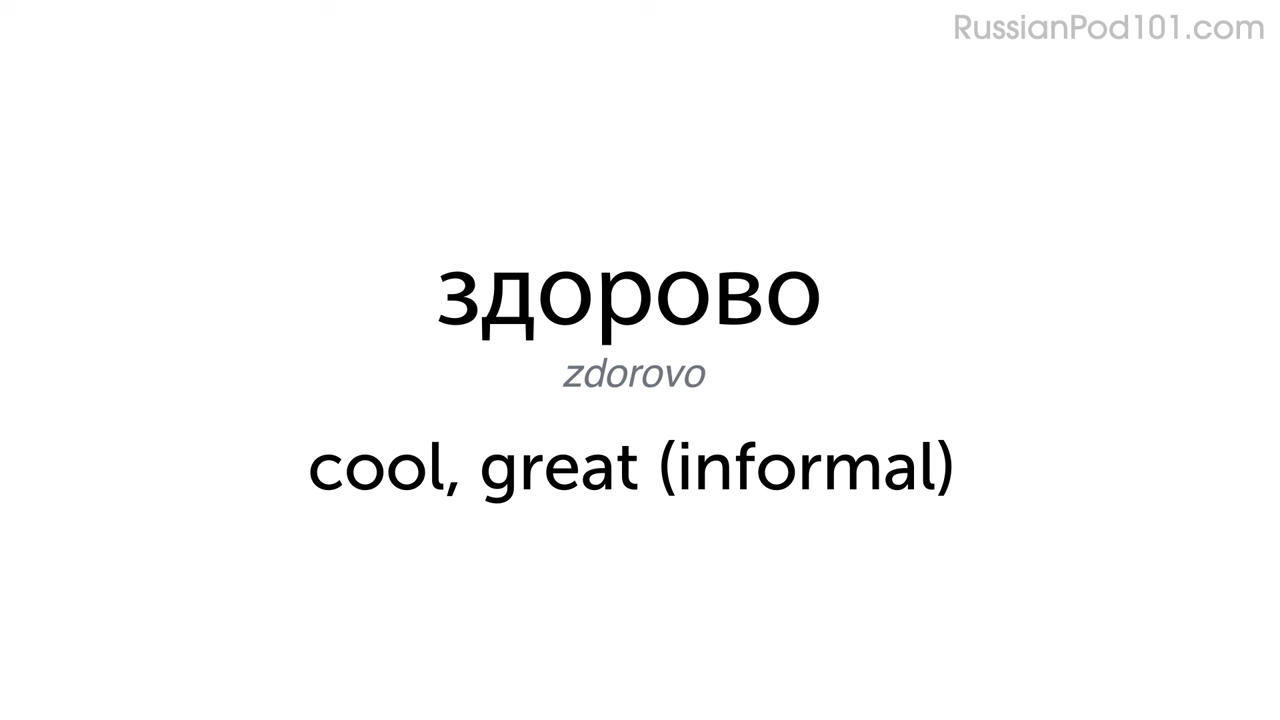 RussianPod101.com
здорово
zdorovo
cool, great (informal)